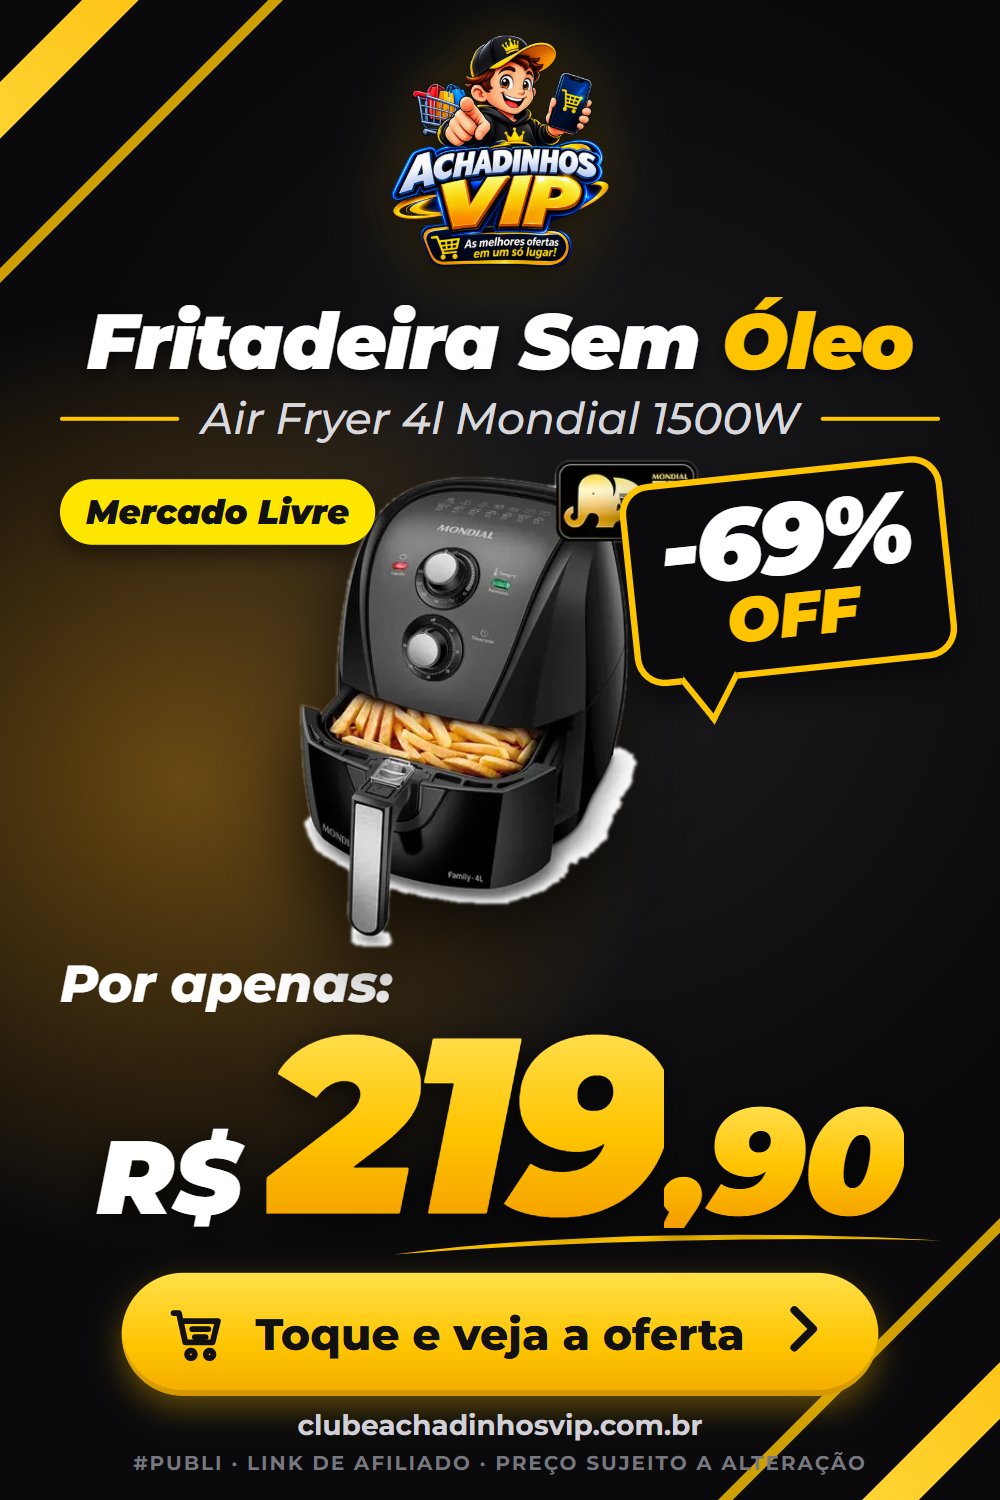 ACHADINHOS
VIP
As melhores ofertas
em um só lugar!
Fritadeira Sem Óleo
Air Fryer 4l Mondial 1500W
Mercado Livre
MONDIAL
MONDIAL
-69%
OFF
MONDI
Family-4L
Por apenas:
R$ 219,90
Toque e veja a oferta
clubeachadinhosvip.com.br
#PUBLI · LINK DE AFILIADO · PREÇO SUJEITO A ALTERAÇÃO